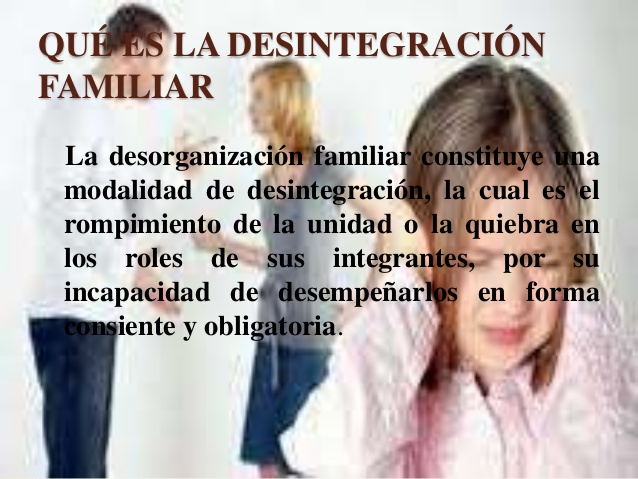 QUÉ ES LA DESINTEGRACIÓN
FAMILIAR
La desorganización familiar constituye una
modalidad de desintegración, la cual es el
rompimiento de la unidad o la quiebra en
los roles de sus integrantes, por su
incapacidad de desempeñarlos en forma
consiente y obligatoria.